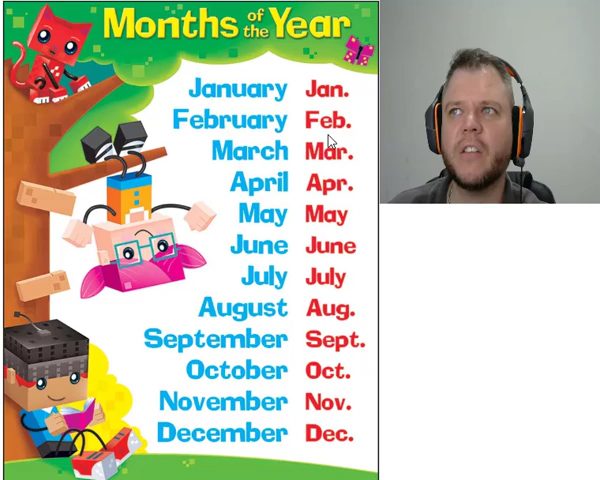 Months of the Year
January Jan.
February Feb.
March Mar.
April Apr.
May May
June June
July July
August Aug.
September Sept.
October Oct.
November Nov.
December Dec.